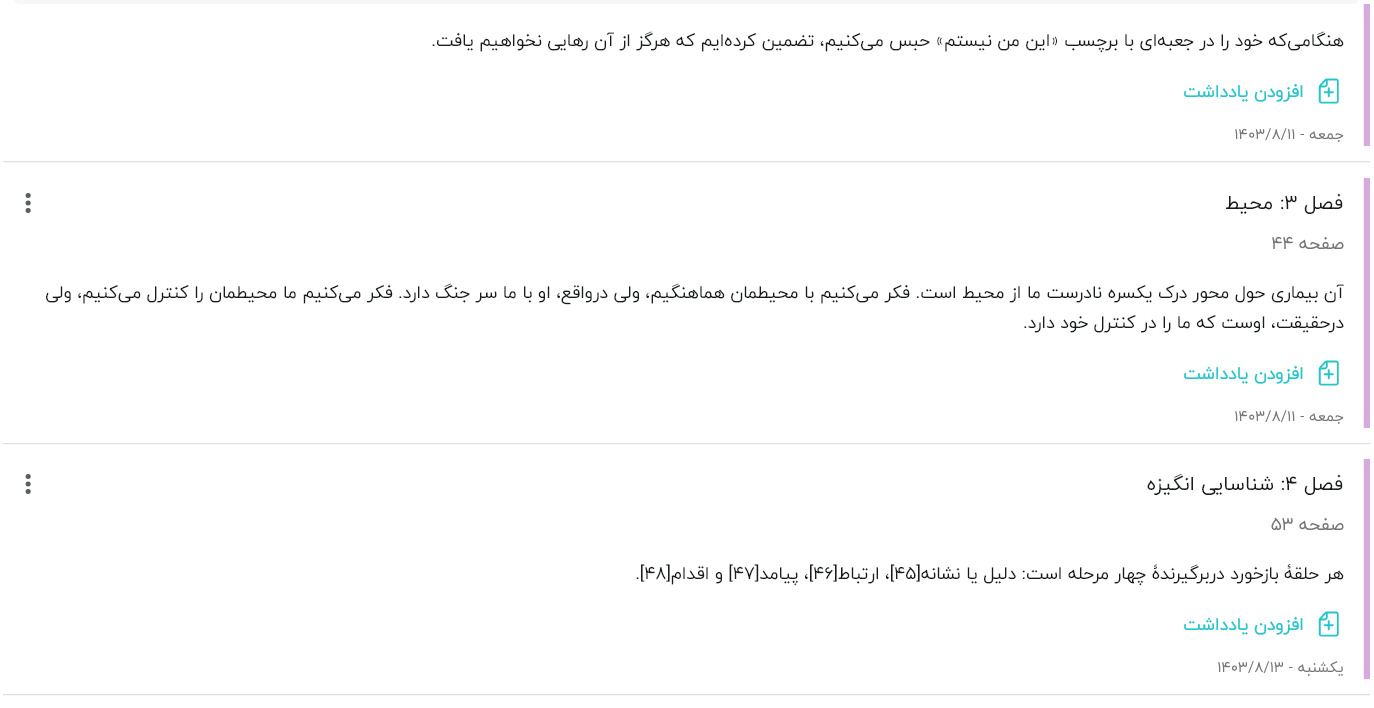 هنگامی‌که خود را در جعبه‌ای با برچسب «این من نیستم» حبس می‌کنیم، تضمین کرده‌ایم که هرگز از آن رهایی نخواهیم یافت.
افزودن یادداشت
جمعه - ۱۴۰۳/۸/۱۱
فصل ۳: محیط
صفحه ۴۴
آن بیماری حول محور درک یکسره نادرست ما از محیط است. فکر می‌کنیم با محیطمان هماهنگیم، ولی درواقع، او با ما سر جنگ دارد. فکر می‌کنیم ما محیطمان را کنترل می‌کنیم، ولی
درحقیقت، اوست که ما را در کنترل خود دارد.
افزودن یادداشت
جمعه - ۱۴۰۳/۸/۱۱
فصل ۴: شناسایی انگیزه
صفحه ۵۳
هر حلقهٔ بازخورد دربرگیرندهٔ چهار مرحله است: دلیل یا نشانه[۴۵]، ارتباط[۴۶]، پیامد[۴۷] و اقدام[۴۸].
افزودن یادداشت
یکشنبه - ۱۴۰۳/۸/۱۳